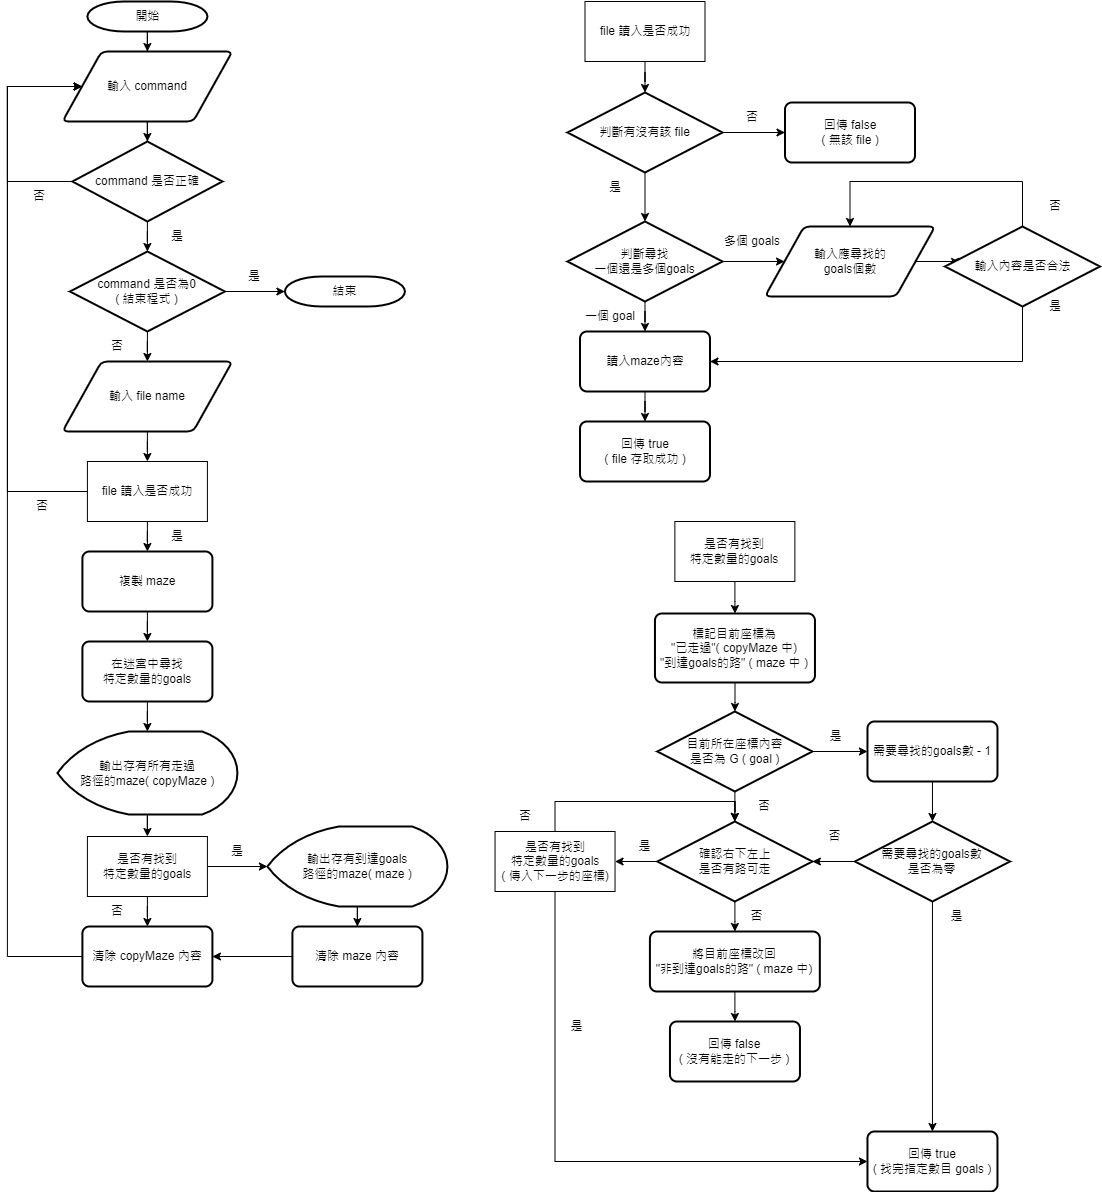 開始
輸入 command
command 是否正確
否
是
command 是否為0
( 結束程式 )
是
結束
否
輸入 file name
file 讀入是否成功
否
是
複製 maze
在迷宮中尋找
特定數量的goals
輸出存有所有走過
路徑的maze( copyMaze )
是否有找到
特定數量的goals
是
輸出存有到達goals
路徑的maze( maze )
否
清除 copyMaze 內容
清除 maze 內容
file 讀入是否成功
判斷有沒有該 file
否
回傳 false
( 無該 file )
是
判斷尋找
一個還是多個goals
多個 goals
輸入應尋找的
goals個數
否
輸入內容是否合法
是
一個 goal
讀入maze內容
回傳 true
( file 存取成功 )
是否有找到
特定數量的goals
標記目前座標為
"已走過"( copyMaze 中)
"到達goals的路" ( maze 中 )
目前所在座標內容
是否為 G ( goal )
是
需要尋找的goals數 - 1
否
否
是否有找到
特定數量的goals
( 傳入下一步的座標)
是
確認右下左上
是否有路可走
否
需要尋找的goals數
是否為零
否
是
將目前座標改回
"非到達goals的路" ( maze 中)
是
回傳 false
( 沒有能走的下一步 )
回傳 true
( 找完指定數目 goals )